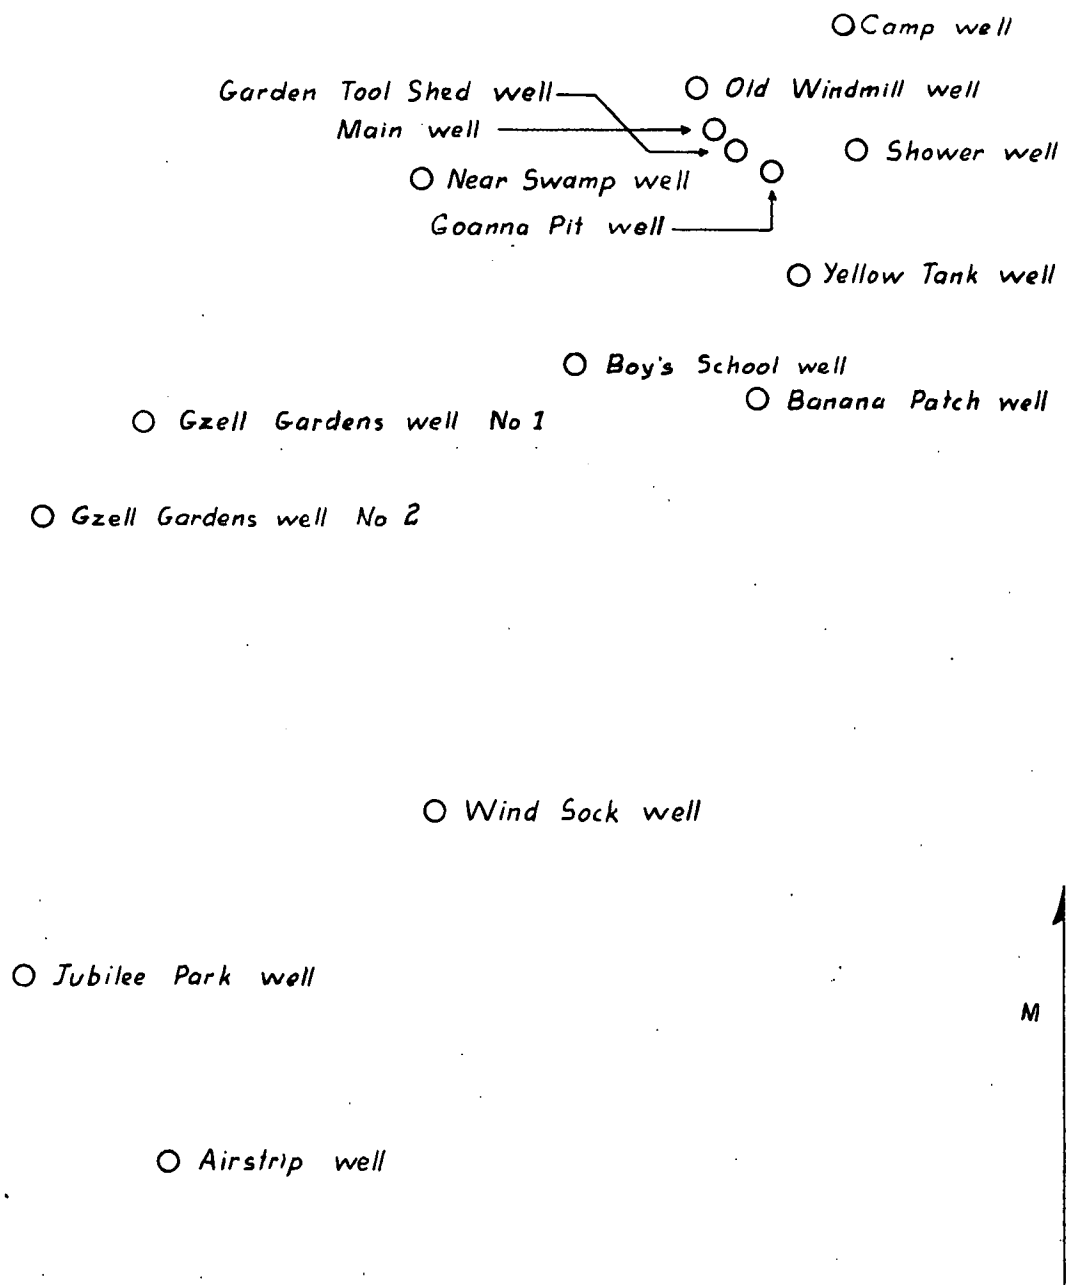 Camp well
Old Windmill well
Garden Tool Shed well
Main well
Shower well
Near Swamp well
Goanna Pit well
Yellow Tank well
Boy's School well
Banana Patch well
Gzell Gardens well No 1
Gzell Gardens well No 2
Wind Sock well
Jubilee Park well
M
Airstrip well